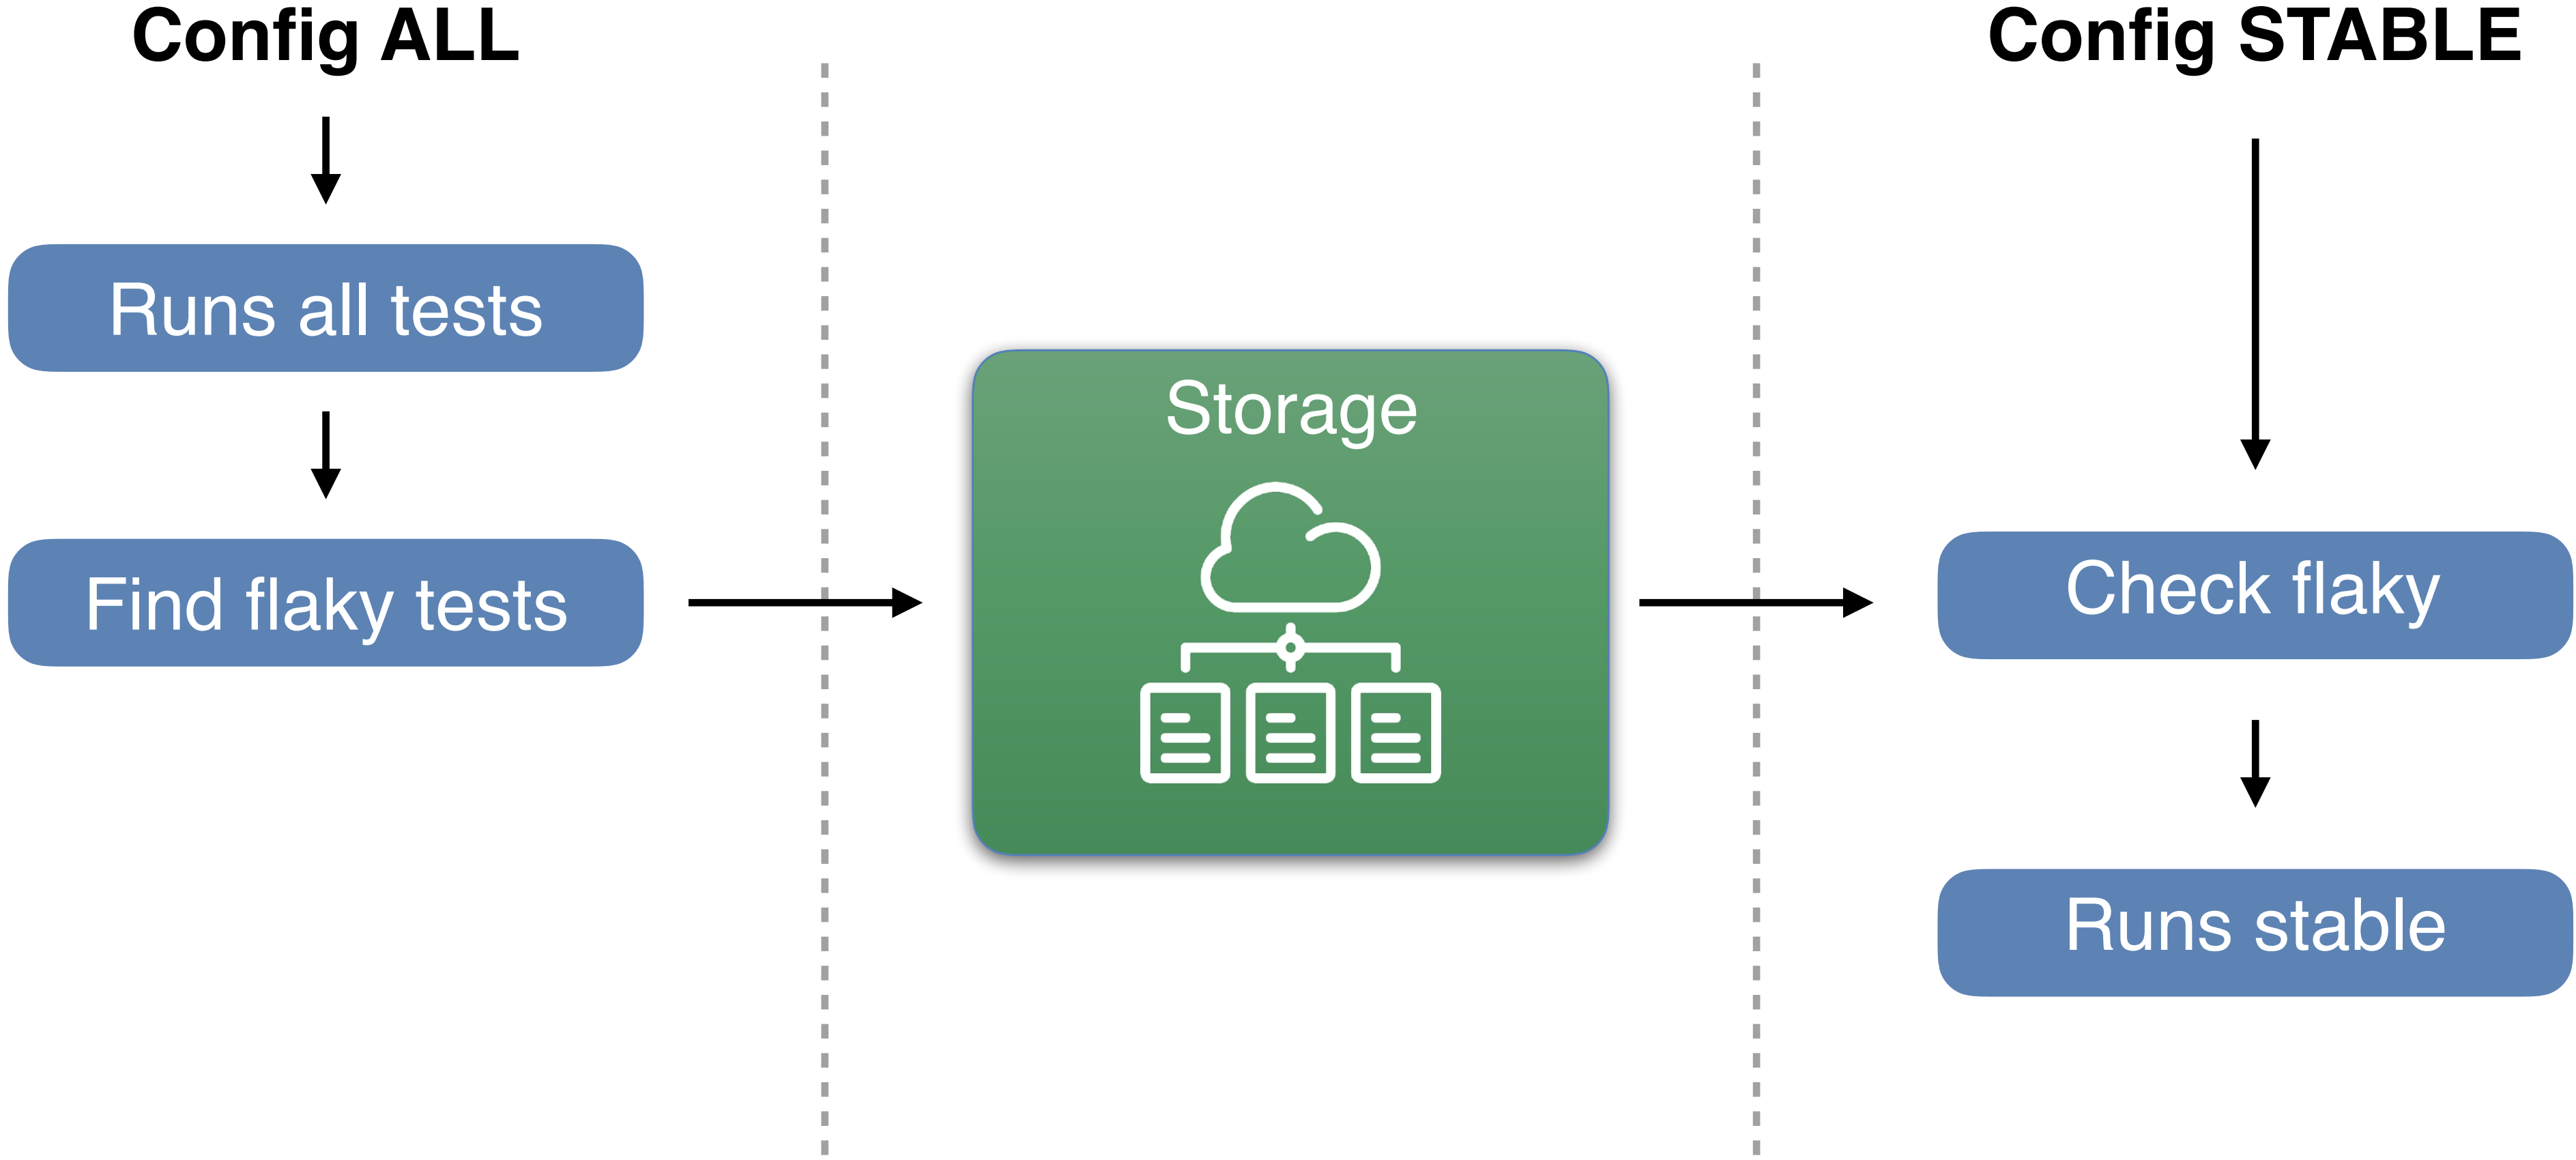 Config ALL
Runs all tests
Find flaky tests
Storage
Config STABLE
Check flaky
Runs stable